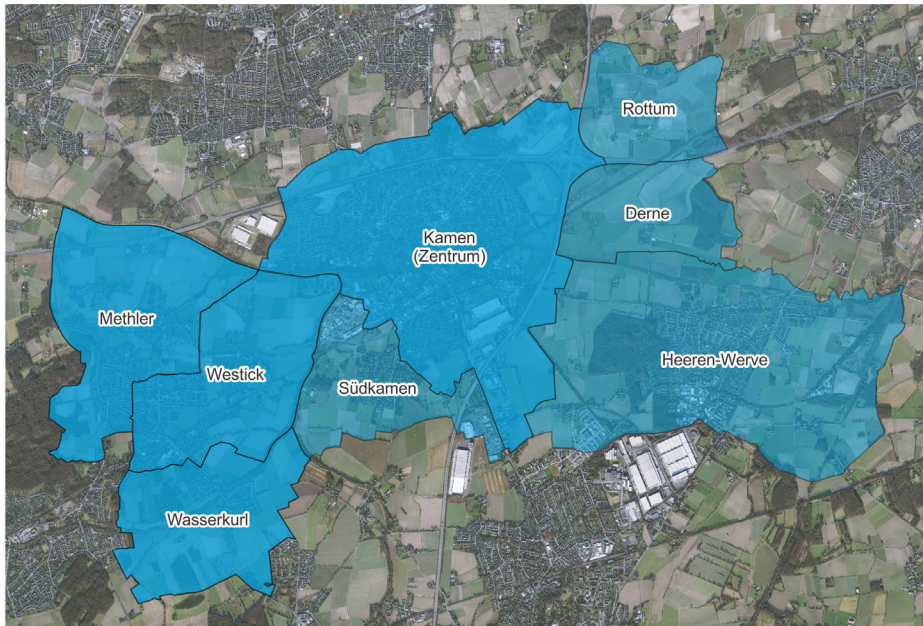 Rottum
Derne
Kamen
(Zentrum)
Methler
Westick
Südkamen
Heeren-Werve
Wasserkurl